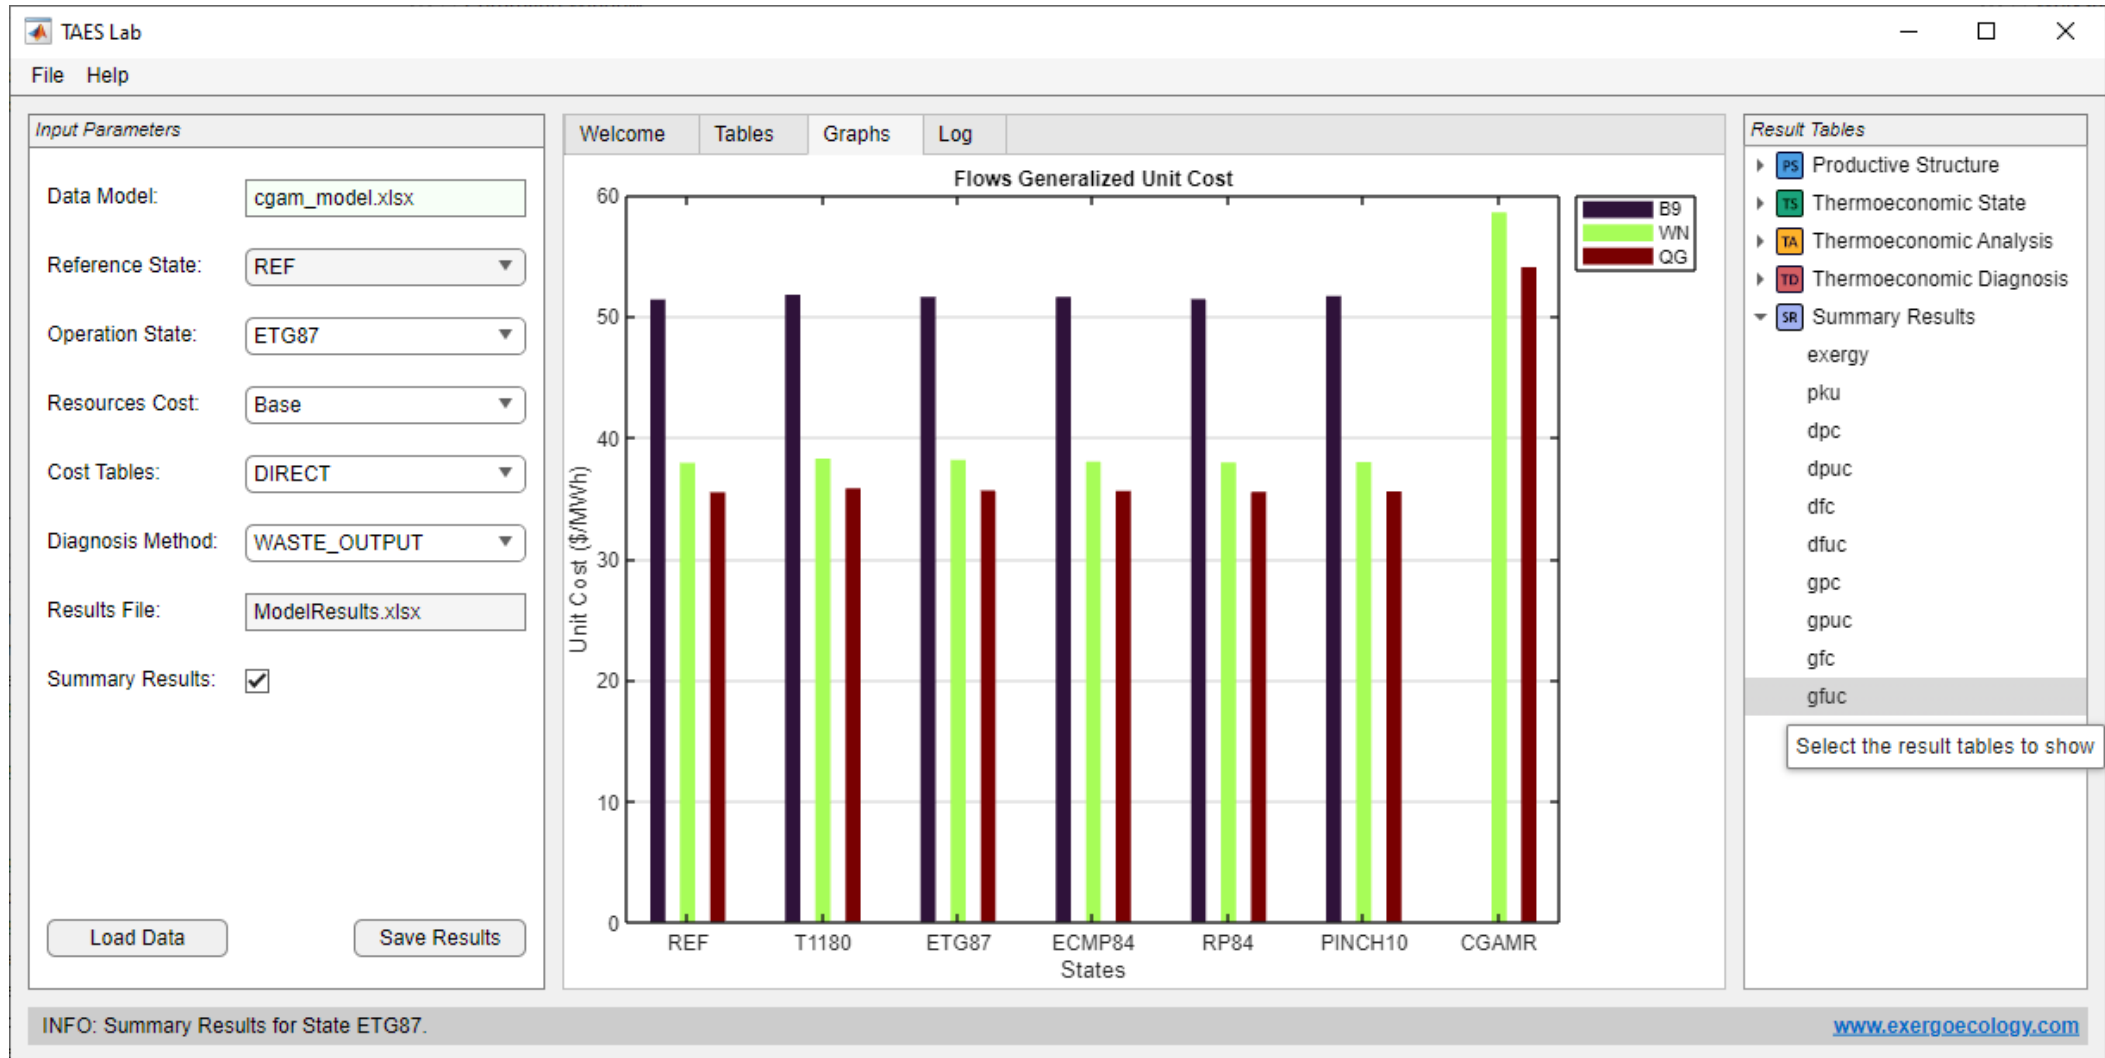 TAES Lab
File Help
Input Parameters
Data Model: cgam_model.xlsx
Reference State: REF
Operation State: ETG87
Resources Cost: Base
Cost Tables: DIRECT
Diagnosis Method: WASTE_OUTPUT
Results File: ModelResults.xlsx
Summary Results:
Load Data Save Results
Welcome Tables Graphs Log
Flows Generalized Unit Cost
60
50
40
30
20
10
0
Unit Cost ($/MWh)
REF T1180 ETG87 ECMP84 RP84 PINCH10 CGAMR
States
B9
WN
QG
Result Tables
PS Productive Structure
TS Thermoeconomic State
TA Thermoeconomic Analysis
TD Thermoeconomic Diagnosis
SR Summary Results
exergy
pku
dpc
dpuc
dfc
dfuc
gpc
gpuc
gfc
gfuc
Select the result tables to show
INFO: Summary Results for State ETG87.
www.exergoecology.com